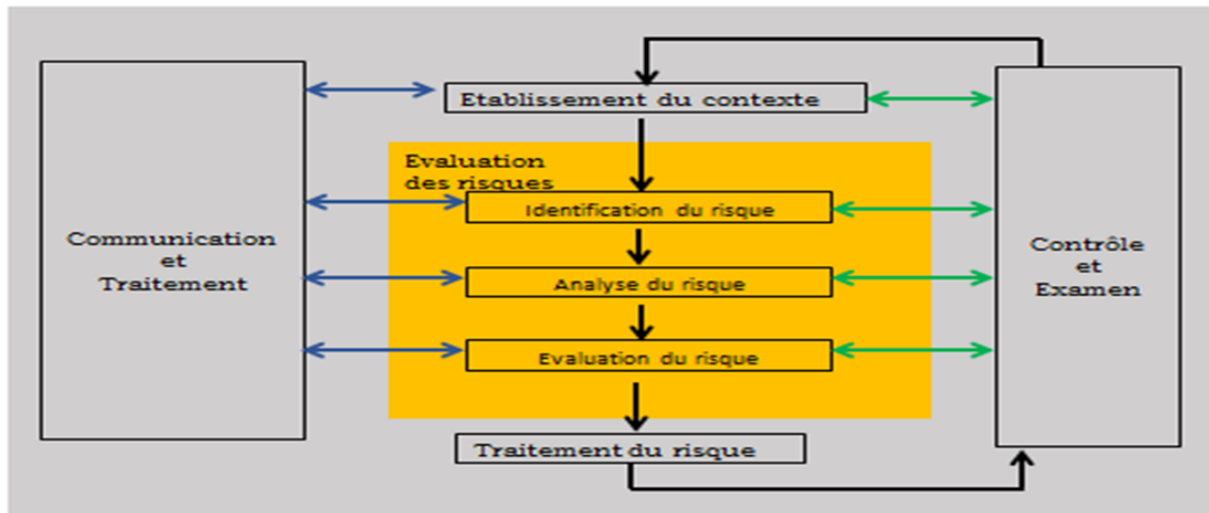 Etablissement du contexte
Evaluation
des risques
Identification du risque
Communication
et
Traitement
Contrôle
et
Examen
Analyse du risque
Evaluation du risque
Traitement du risque